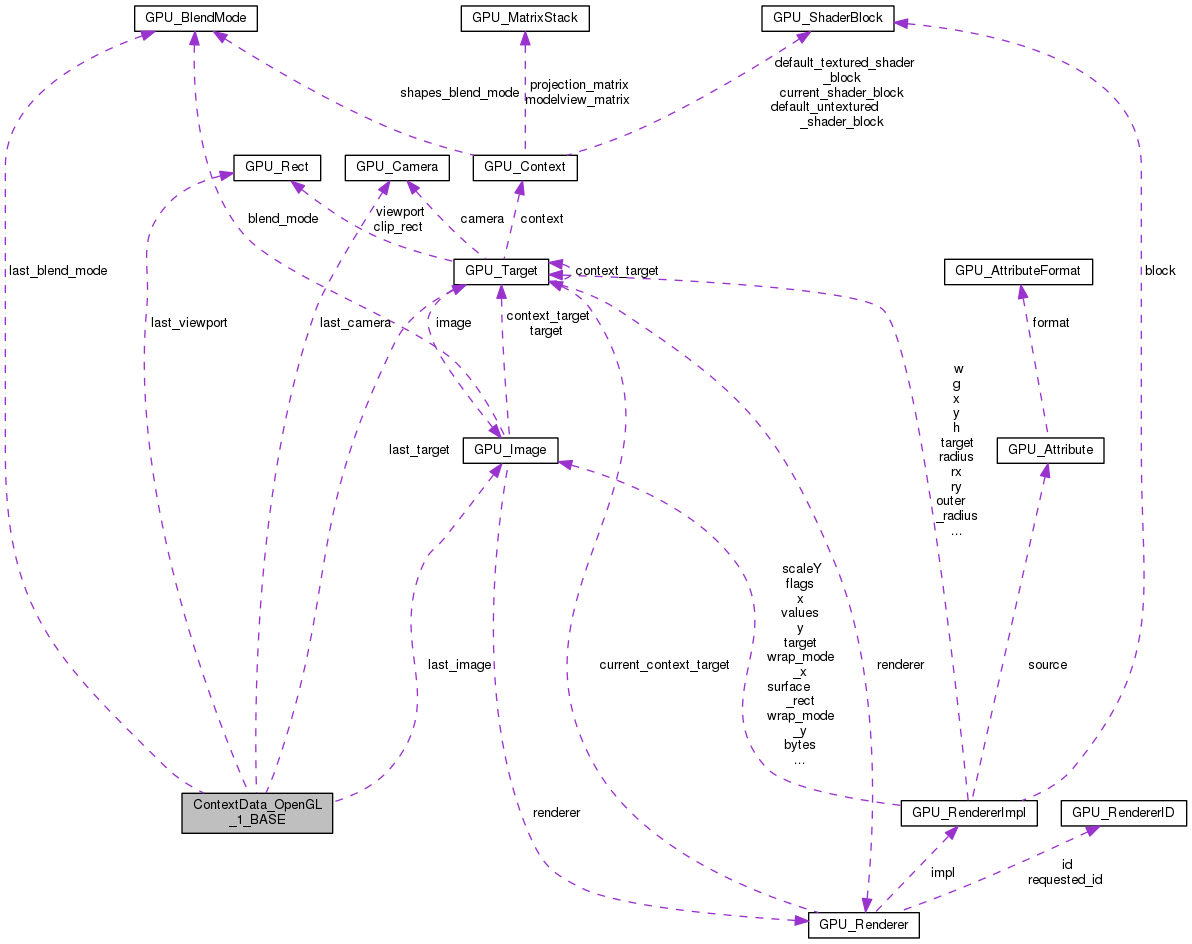 GPU_BlendMode
GPU_MatrixStack
GPU_ShaderBlock
default_textured_shader
_block
current_shader_block
default_untextured
_shader_block
shapes_blend_mode
projection_matrix
modelview_matrix
GPU_Rect
GPU_Camera
GPU_Context
viewport
clip_rect
blend_mode
camera
context
GPU_Target
context_target
GPU_AttributeFormat
last_blend_mode
block
last_viewport
last_camera
image
context_target
target
format
w
g
x
y
h
target
radius
rx
ry
outer
_radius
...
last_target
GPU_Image
GPU_Attribute
scaleY
flags
x
values
y
target
wrap_mode
_x
surface
_rect
wrap_mode
_y
bytes
...
last_image
current_context_target
renderer
source
ContextData_OpenGL
_1_BASE
renderer
GPU_RendererImpl
GPU_RendererID
impl
id
requested_id
GPU_Renderer